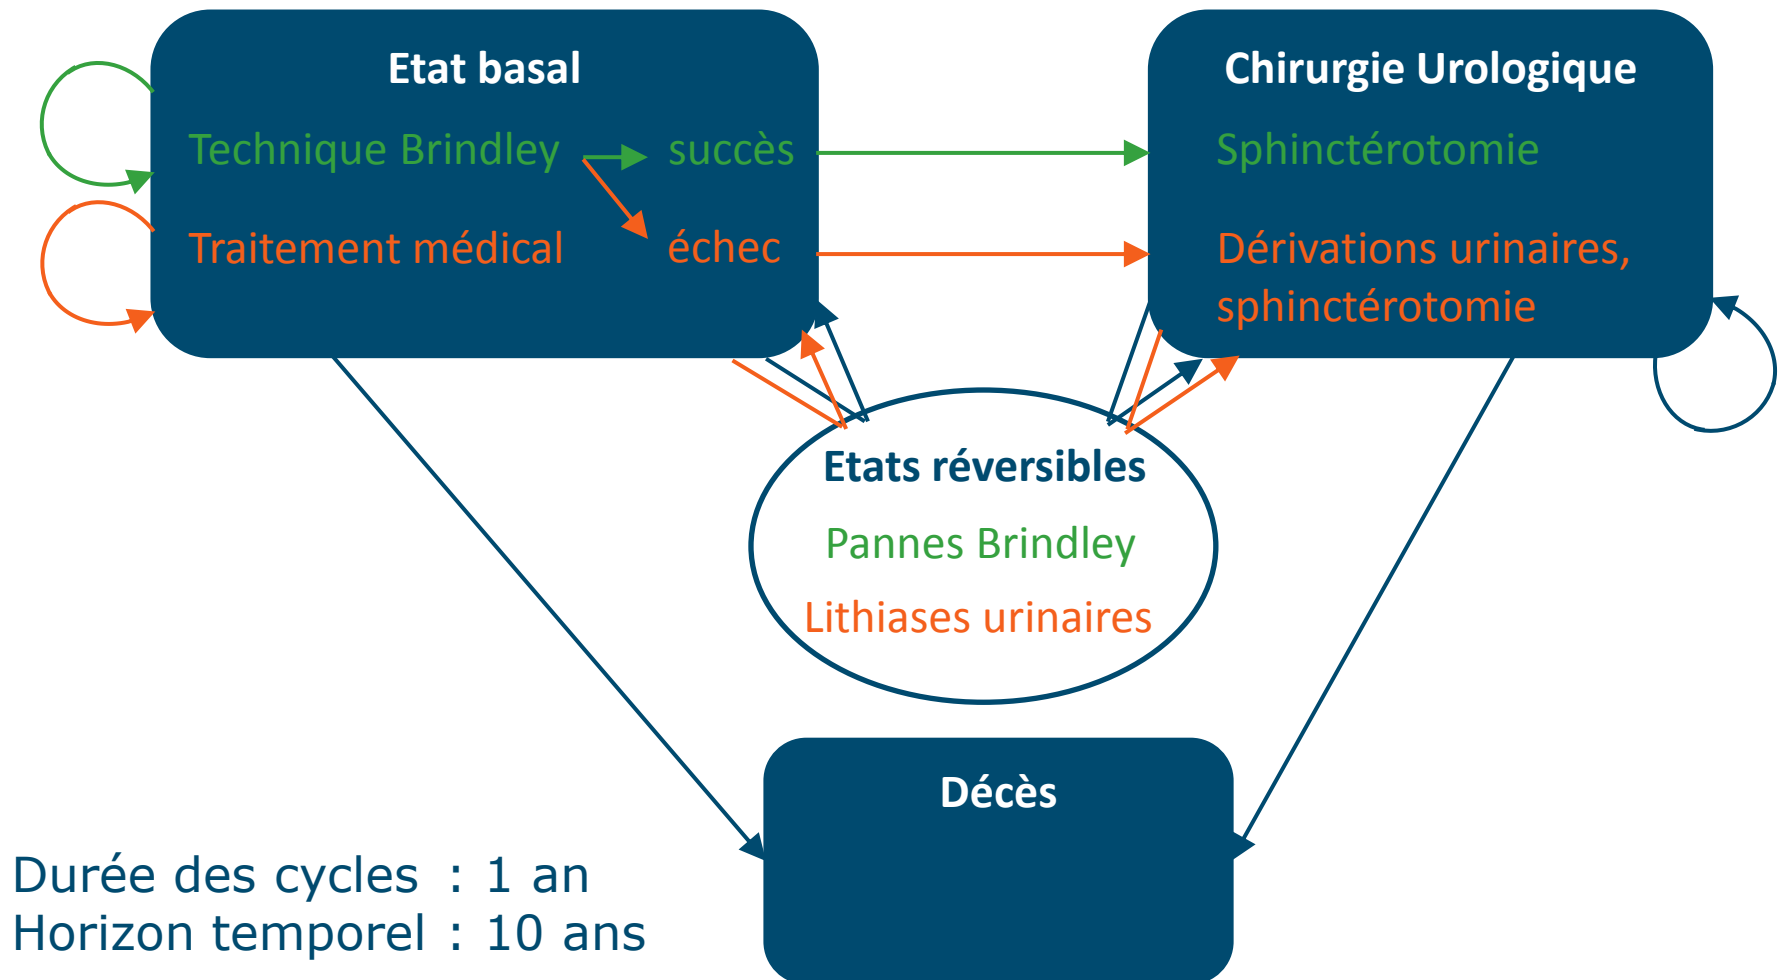 Etat basal
Technique Brindley succès
Traitement médical échec
Chirurgie Urologique
Sphinctérotomie
Dérivations urinaires,
sphinctérotomie
Etats réversibles
Pannes Brindley
Lithiases urinaires
Décès
Durée des cycles : 1 an
Horizon temporel : 10 ans